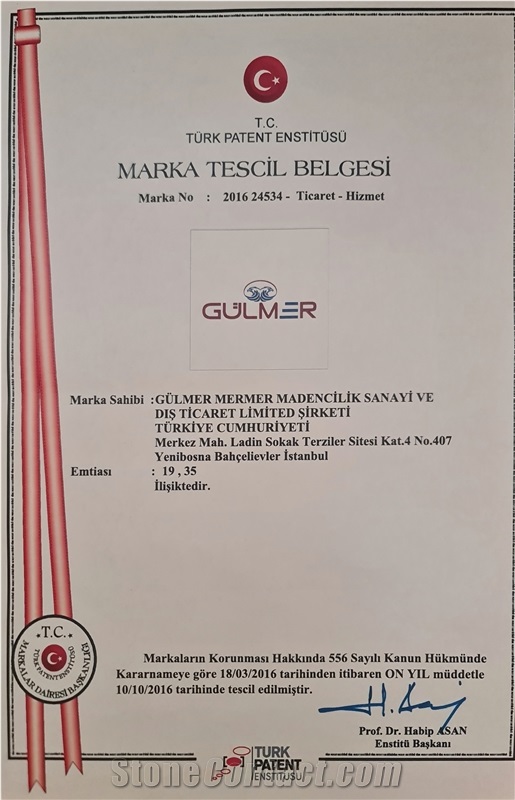 T.C.
TÜRK PATENT ENSTİTÜSÜ
MARKA TESCİL BELGESİ
Marka No : 2016 24534 - Ticaret - Hizmet
GÜLMER
Marka Sahibi :GÜLMER MERMER MADENCİLİK SANAYİ VE
DIŞ TİCARET LİMİTED ŞİRKETİ
TÜRKİYE CUMHURİYETİ
Merkez Mah. Ladin Sokak Terziler Sitesi Kat.4 No.407
Yenibosna Bahçelievler İstanbul
Emtiası : 19 , 35
İlişiktedir.
T.C.
TÜRK PATENT ENSTİTÜSÜ
MARKALAR DAİRESİ BAŞKANLIĞI
Markaların Korunması Hakkında 556 Sayılı Kanun Hükmünde
Kararnameye göre 18/03/2016 tarihinden itibaren ON YIL müddetle
10/10/2016 tarihinde tescil edilmiştir.
Prof. Dr. Habip ASAN
Enstitü Başkanı
TURK
PATENT
ENSTİTÜSÜ
StoneContact.com